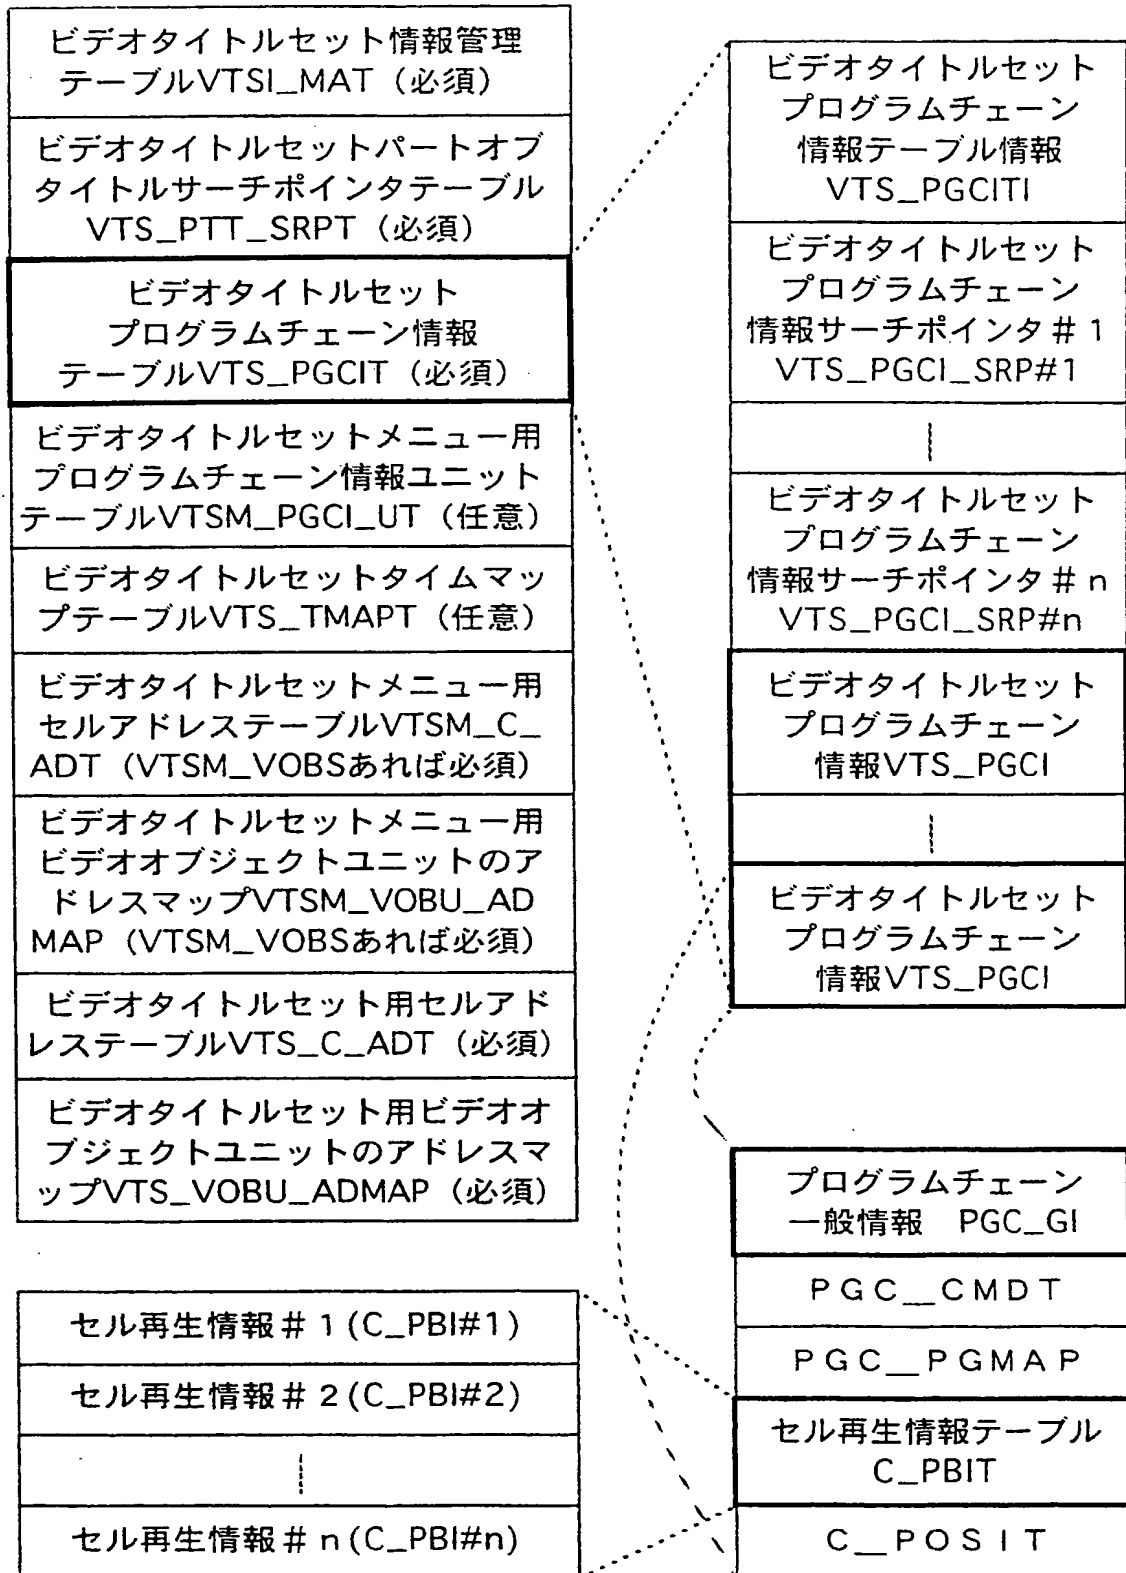 ビデオタイトルセット情報管理
テーブルVTSI_MAT（必須）
ビデオタイトルセットパートオブ
タイトルサーチポインタテーブル
VTS_PTT_SRPT（必須）
ビデオタイトルセット
プログラムチェーン情報
テーブルVTS_PGCIT（必須）
ビデオタイトルセットメニュー用
プログラムチェーン情報ユニット
テーブルVTSM_PGCI_UT（任意）
ビデオタイトルセットタイムマッ
プテーブルVTS_TMAPT（任意）
ビデオタイトルセットメニュー用
セルアドレステーブルVTSM_C_
ADT（VTSM_VOBSあれば必須）
ビデオタイトルセットメニュー用
ビデオオブジェクトユニットのア
ドレスマップVTSM_VOBU_AD
MAP（VTSM_VOBSあれば必須）
ビデオタイトルセット用セルアド
レステーブルVTS_C_ADT（必須）
ビデオタイトルセット用ビデオオ
ブジェクトユニットのアドレスマ
ップVTS_VOBU_ADMAP（必須）
ビデオタイトルセット
プログラムチェーン
情報テーブル情報
VTS_PGCITI
ビデオタイトルセット
プログラムチェーン
情報サーチポインタ＃１
VTS_PGCI_SRP#1
ビデオタイトルセット
プログラムチェーン
情報サーチポインタ＃n
VTS_PGCI_SRP#n
ビデオタイトルセット
プログラムチェーン
情報VTS_PGCI
ビデオタイトルセット
プログラムチェーン
情報VTS_PGCI
プログラムチェーン
一般情報　PGC_GI
ＰＧＣ＿ＣＭＤＴ
ＰＧＣ＿ＰＧＭＡＰ
セル再生情報テーブル
C_PBIT
Ｃ＿ＰＯＳＩＴ
セル再生情報＃１(C_PBI#1)
セル再生情報＃２(C_PBI#2)
セル再生情報＃n(C_PBI#n)